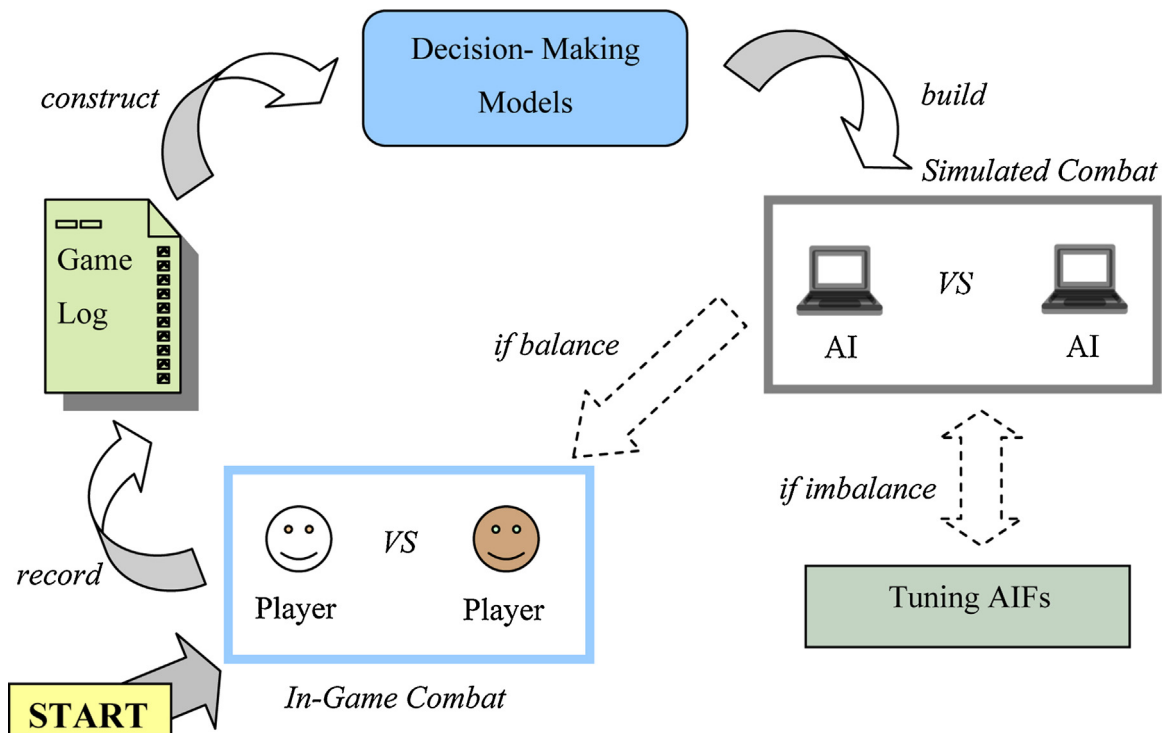 Decision- Making
Models
construct
build
Simulated Combat
Game
Log
VS
AI
AI
if balance
if imbalance
VS
record
Player
Player
Tuning AIFs
In-Game Combat
START